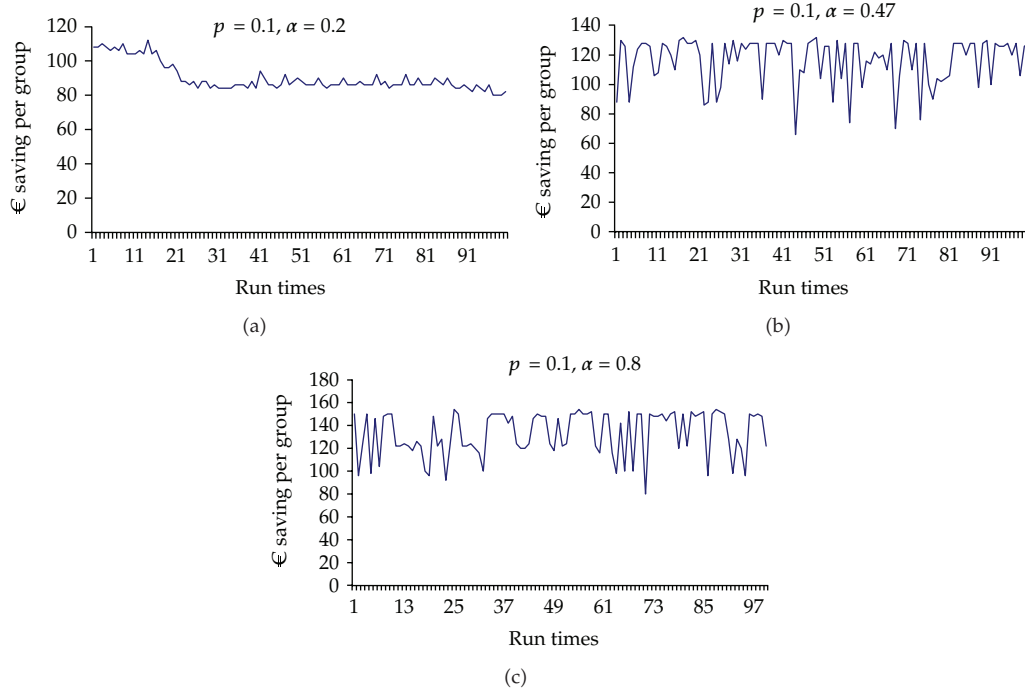 p = 0.1, α = 0.2
€ saving per group
120
100
80
60
40
20
0
1 11 21 31 41 51 61 71 81 91
Run times
(a)
p = 0.1, α = 0.47
€ saving per group
140
120
100
80
60
40
20
0
1 11 21 31 41 51 61 71 81 91
Run times
(b)
p = 0.1, α = 0.8
€ saving per group
180
160
140
120
100
80
60
40
20
0
1 13 25 37 49 61 73 85 97
Run times
(c)